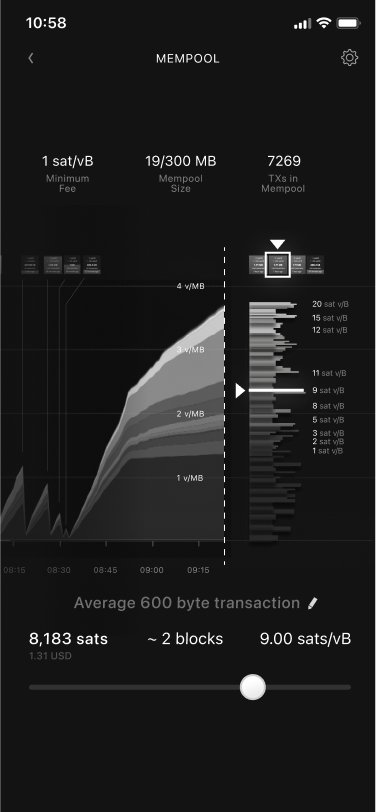 10:58
MEMPOOL
1 sat/vB 19/300 MB 7269
Minimum Fee Mempool Size TXs in Mempool
4 v/MB
3 v/MB
2 v/MB
1 v/MB
20 sat v/B
15 sat v/B
12 sat v/B
11 sat v/B
9 sat v/B
8 sat v/B
5 sat v/B
3 sat v/B
2 sat v/B
1 sat v/B
08:15 08:30 08:45 09:00 09:15
Average 600 byte transaction
8,183 sats ~ 2 blocks 9.00 sats/vB
1.31 USD